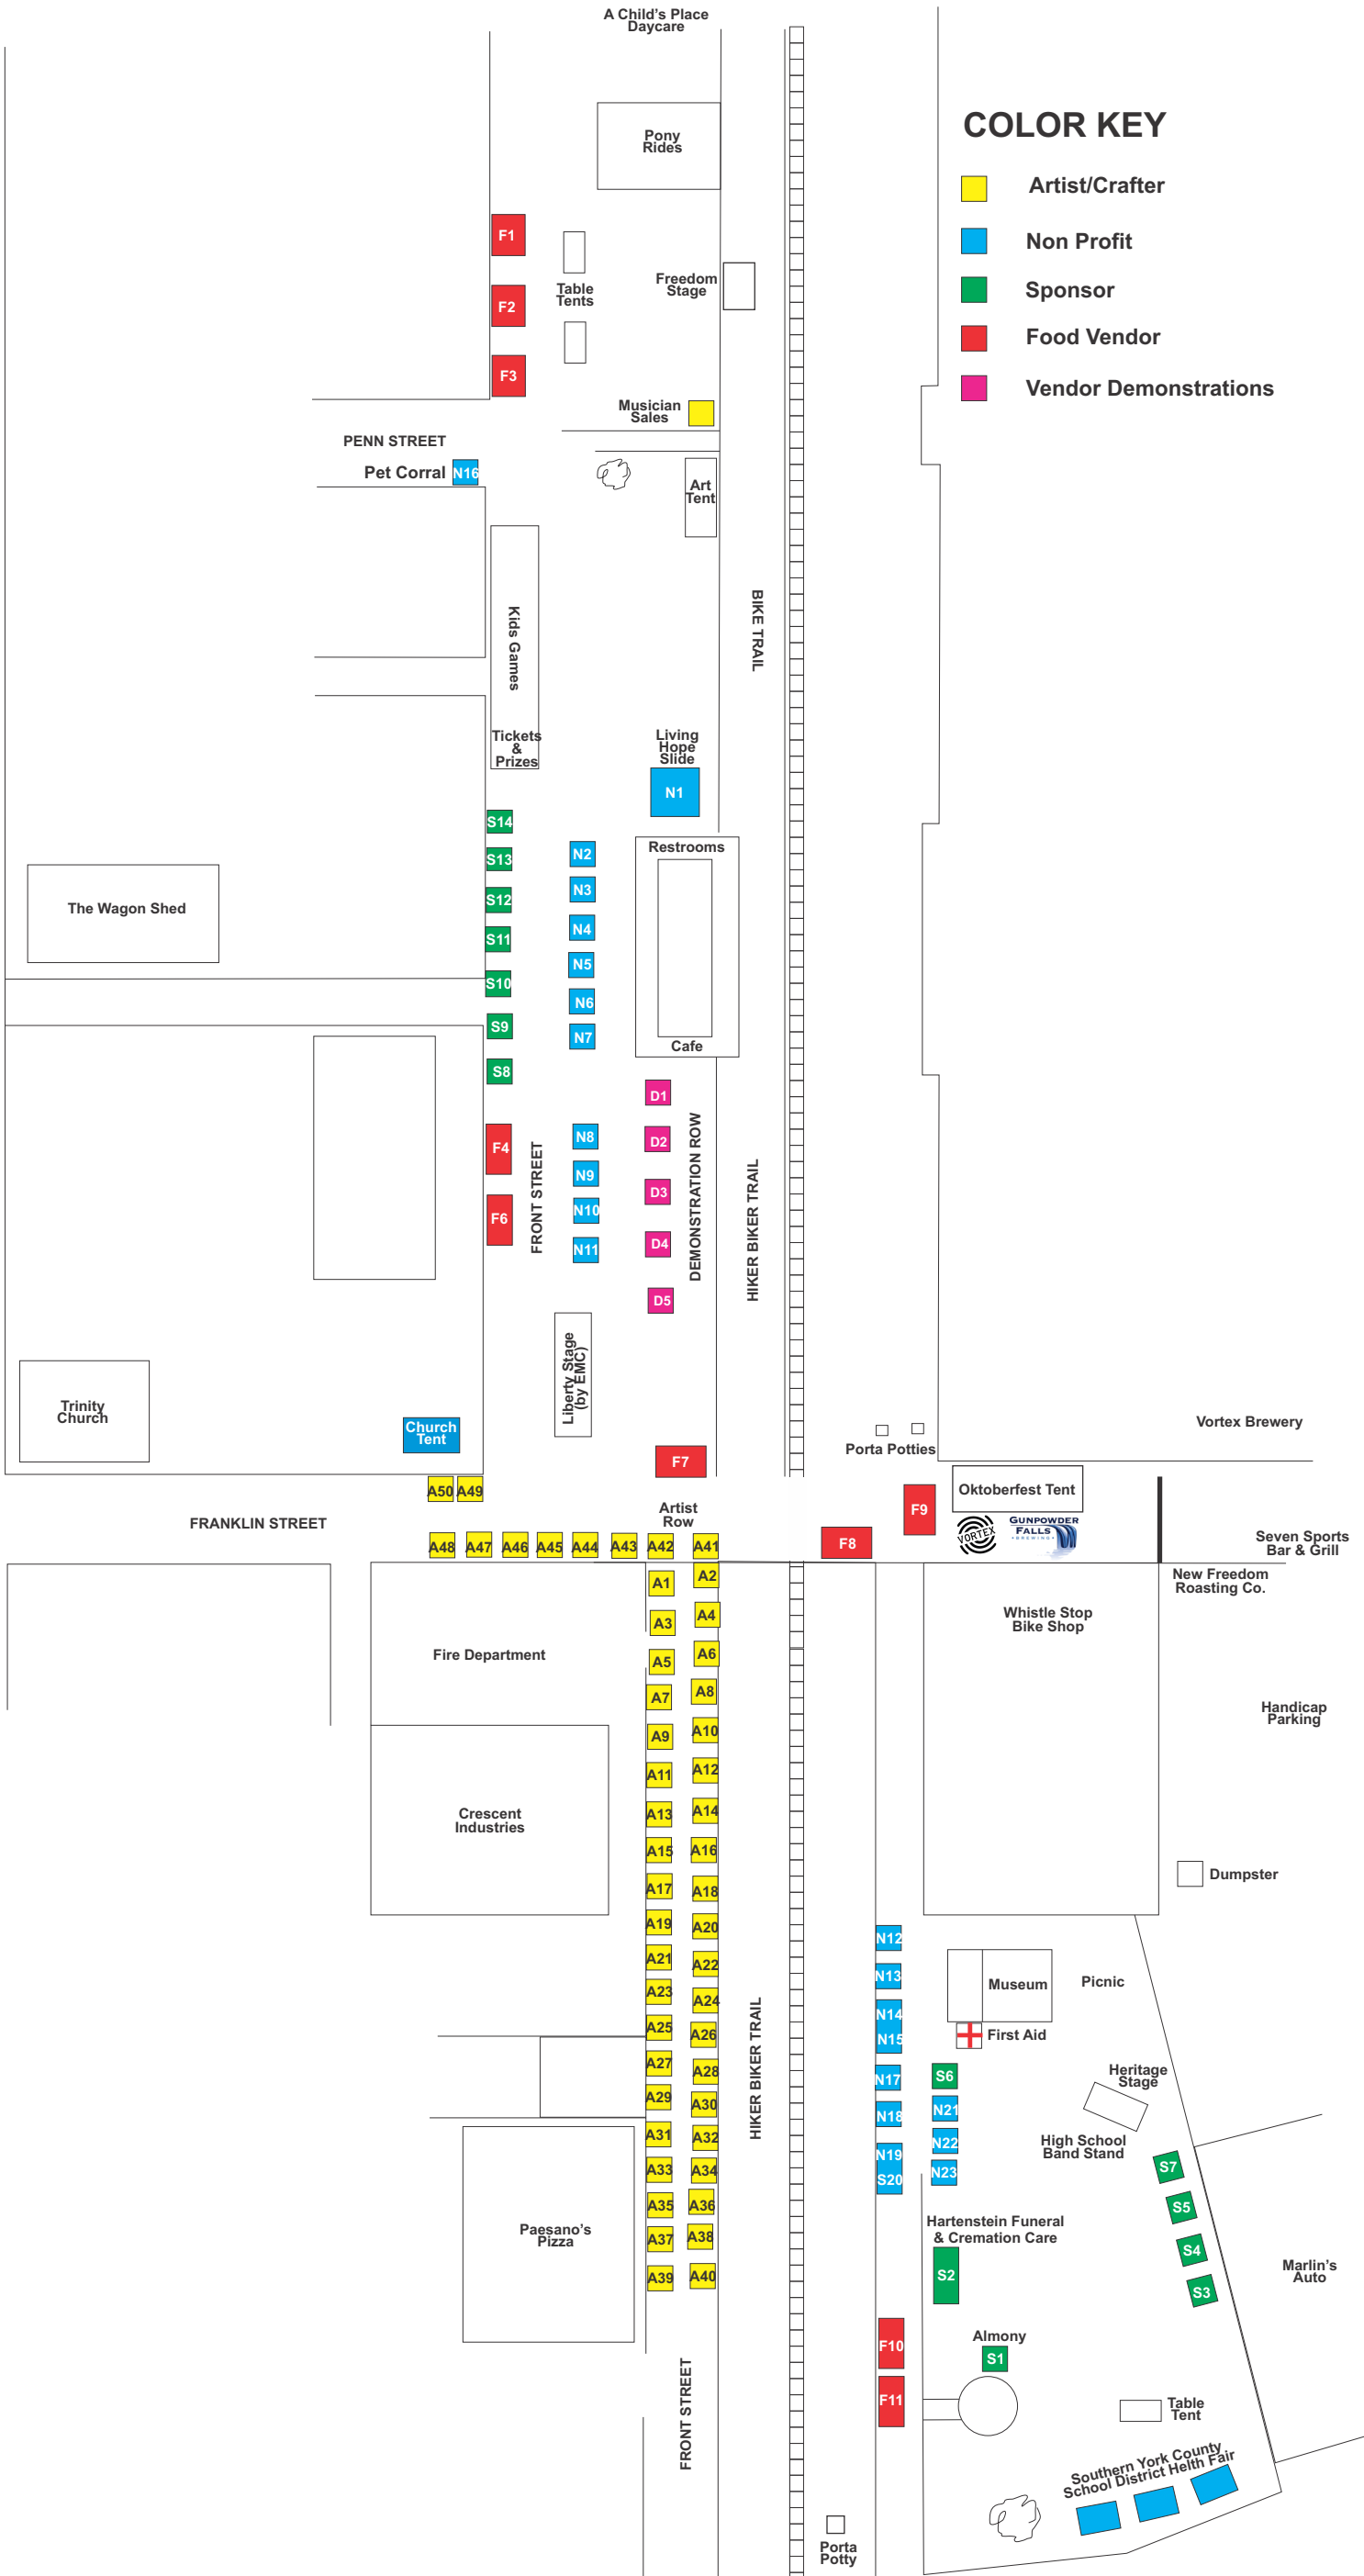 A Child's Place
Daycare
Pony
Rides
COLOR KEY
Artist/Crafter
Non Profit
Sponsor
Food Vendor
Vendor Demonstrations
F1
F2
F3
Table
Tents
Freedom
Stage
Musician
Sales
PENN STREET
Pet Corral
N16
Art
Tent
Kids Games
BIKE TRAIL
Tickets
&
Prizes
Living
Hope
Slide
N1
S14
S13
S12
S11
S10
S9
S8
N2
N3
N4
N5
N6
N7
Restrooms
Cafe
The Wagon Shed
F4
F6
FRONT STREET
N8
N9
N10
N11
D1
D2
D3
D4
D5
DEMONSTRATION ROW
HIKER BIKER TRAIL
Liberty Stage
(by EMC)
Trinity
Church
Church
Tent
F7
Porta Potties
Vortex Brewery
A50
A49
FRANKLIN STREET
Artist
Row
F9
Oktoberfest Tent
VORTEX
GUNPOWDER
FALLS
BREWING
F8
Seven Sports
Bar & Grill
New Freedom
Roasting Co.
A48
A47
A46
A45
A44
A43
A42
A41
A1
A2
A3
A4
A5
A6
A7
A8
A9
A10
A11
A12
A13
A14
A15
A16
A17
A18
A19
A20
A21
A22
A23
A24
A25
A26
A27
A28
A29
A30
A31
A32
A33
A34
A35
A36
A37
A38
A39
A40
Fire Department
Crescent
Industries
Paesano's
Pizza
HIKER BIKER TRAIL
FRONT STREET
Whistle Stop
Bike Shop
Handicap
Parking
Dumpster
N12
N13
N14
N15
N17
N18
N19
S20
Museum
Picnic
First Aid
S6
N21
N22
N23
Heritage
Stage
High School
Band Stand
S7
S5
S4
S3
Hartenstein Funeral
& Cremation Care
S2
Marlin's
Auto
F10
F11
Almony
S1
Table
Tent
Southern York County
School District Helth Fair
Porta
Potty